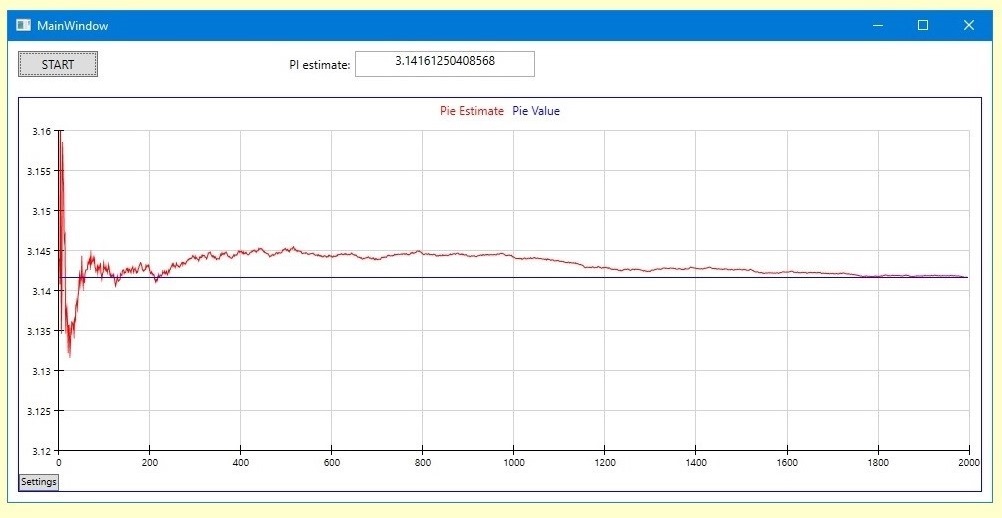 MainWindow
START PI estimate: 3.14161250408568
Pie Estimate Pie Value
3.16
3.155
3.15
3.145
3.14
3.135
3.13
3.125
3.12
0 200 400 600 800 1000 1200 1400 1600 1800 2000
Settings